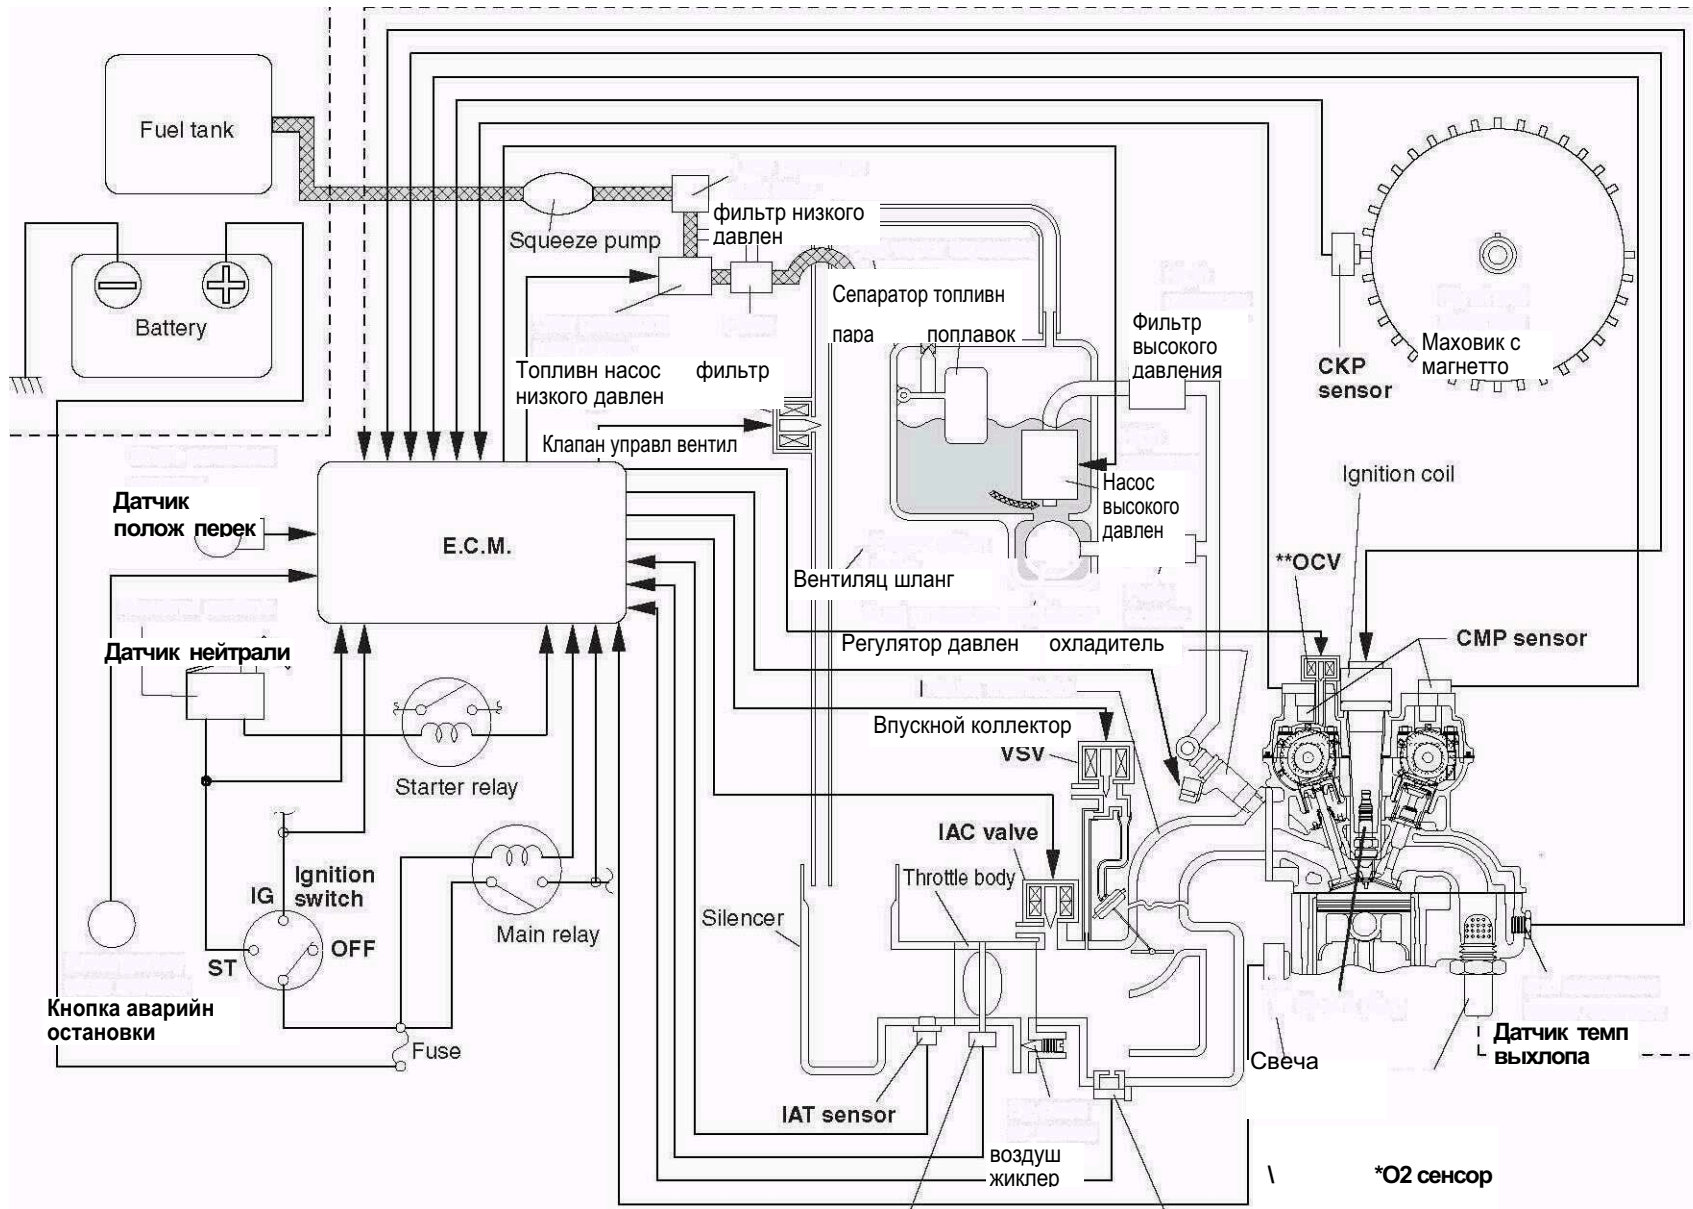 Fuel tank
Squeeze pump
фильтр низкого
давлен
Battery
Сепаратор топливн
пара
поплавок
Фильтр
высокого
давления
CKP
sensor
Маховик с
магнетто
Топливн насос
низкого давлен
фильтр
Клапан управл вентил
Ignition coil
Насос
высокого
давлен
Датчик
полож перек
E.C.M.
**OCV
Вентиляц шланг
Регулятор давлен
охладитель
CMP sensor
Датчик нейтрали
Впускной коллектор
VSV
Starter relay
IAC valve
Throttle body
Ignition
switch
IG
Silencer
Main relay
OFF
ST
Кнопка аварийн
остановки
Fuse
Свеча
Датчик темп
выхлопа
IAT sensor
воздуш
жиклер
\
*O2 сенсор